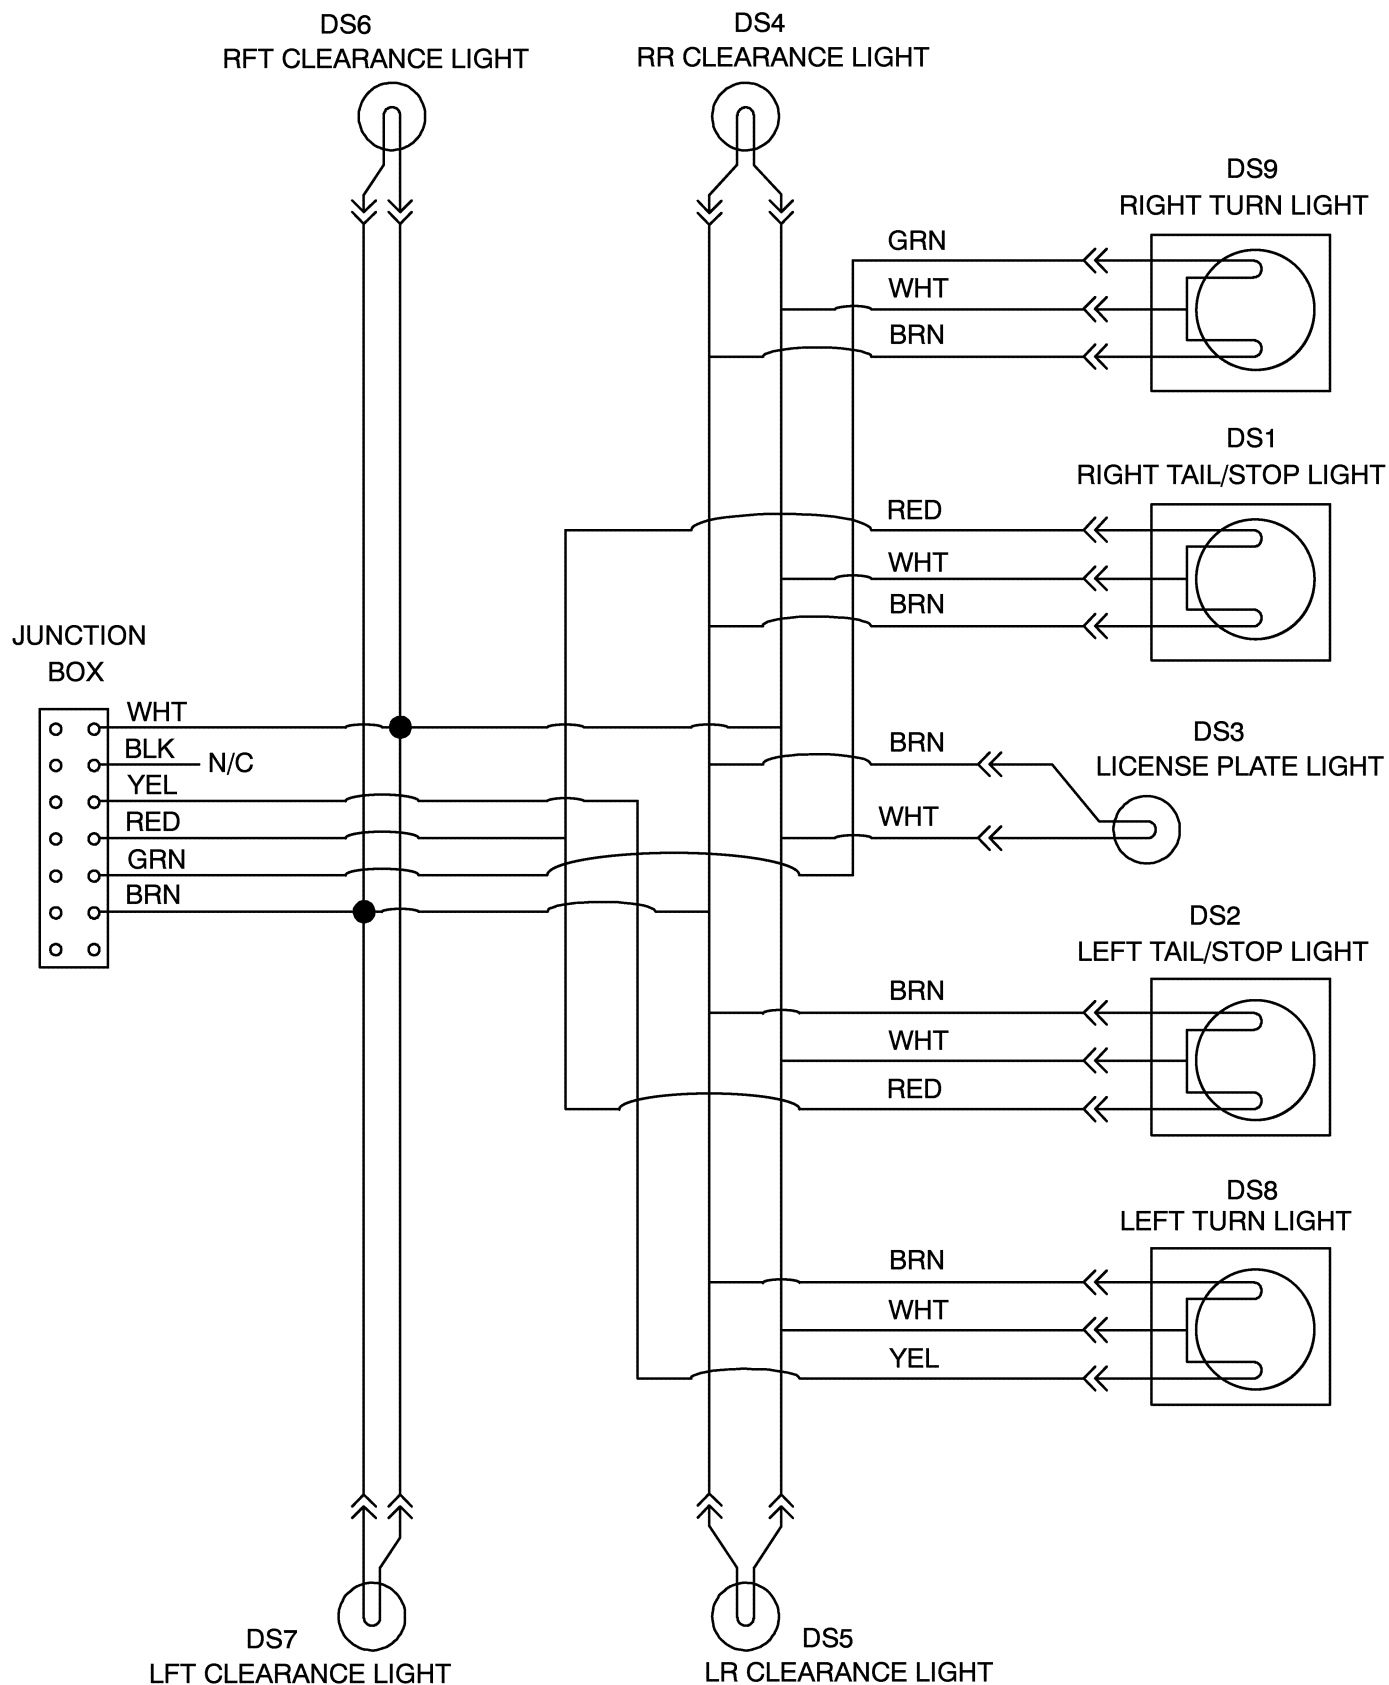 DS6
RFT CLEARANCE LIGHT
DS4
RR CLEARANCE LIGHT
DS9
RIGHT TURN LIGHT
GRN
WHT
BRN
DS1
RIGHT TAIL/STOP LIGHT
RED
WHT
BRN
JUNCTION
BOX
WHT
BLK
N/C
YEL
RED
GRN
BRN
DS3
LICENSE PLATE LIGHT
BRN
WHT
DS2
LEFT TAIL/STOP LIGHT
BRN
WHT
RED
DS8
LEFT TURN LIGHT
BRN
WHT
YEL
DS7
LFT CLEARANCE LIGHT
DS5
LR CLEARANCE LIGHT